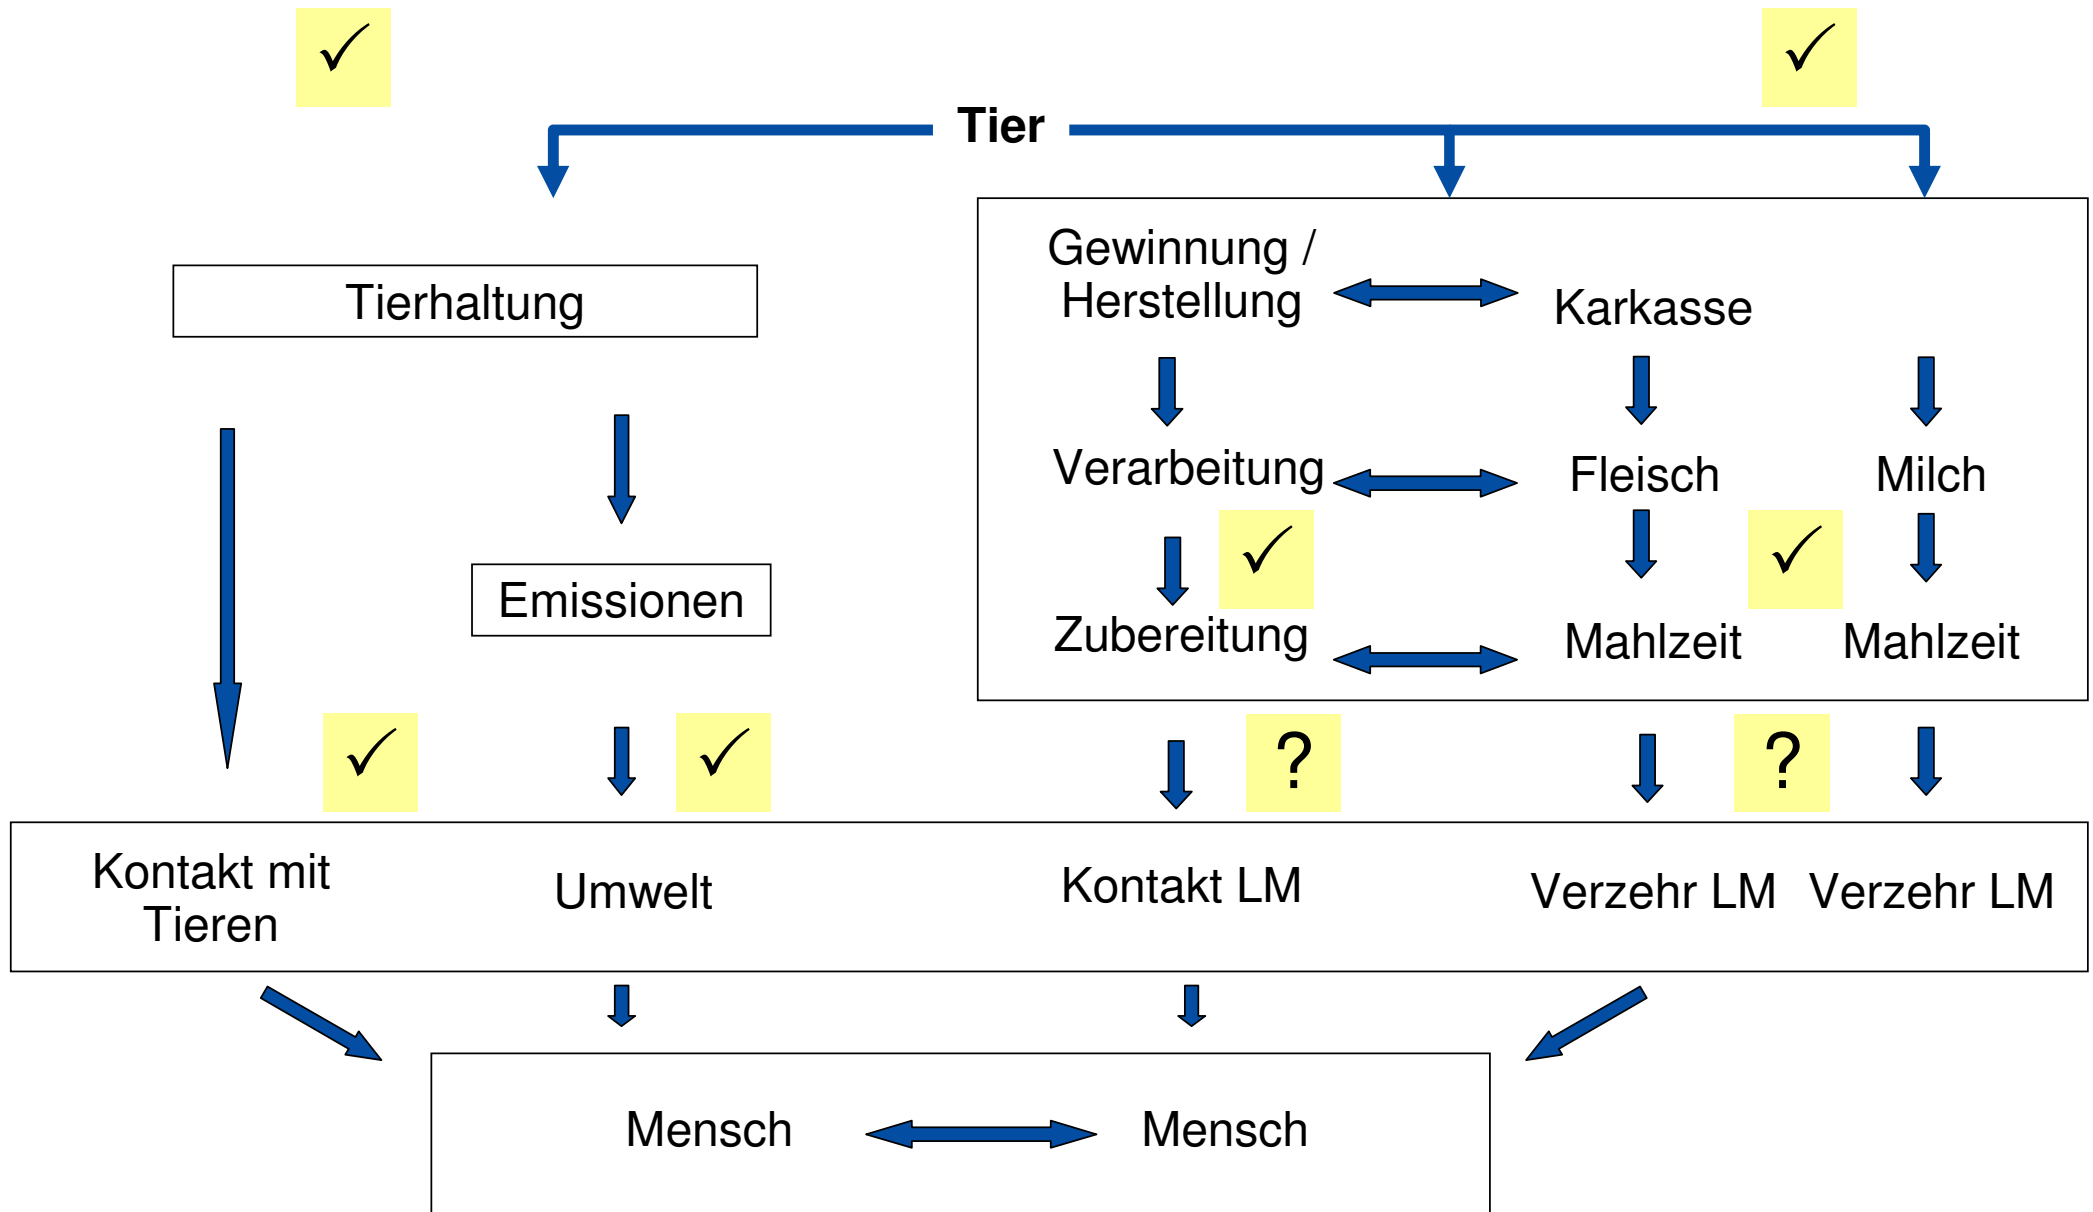 ✓
✓
Tier
Gewinnung /
Herstellung
Tierhaltung
Karkasse
Verarbeitung
Fleisch
Milch
✓
✓
Emissionen
Zubereitung
Mahlzeit
Mahlzeit
✓
✓
?
?
Kontakt mit
Tieren
Umwelt
Kontakt LM
Verzehr LM
Verzehr LM
Mensch
Mensch